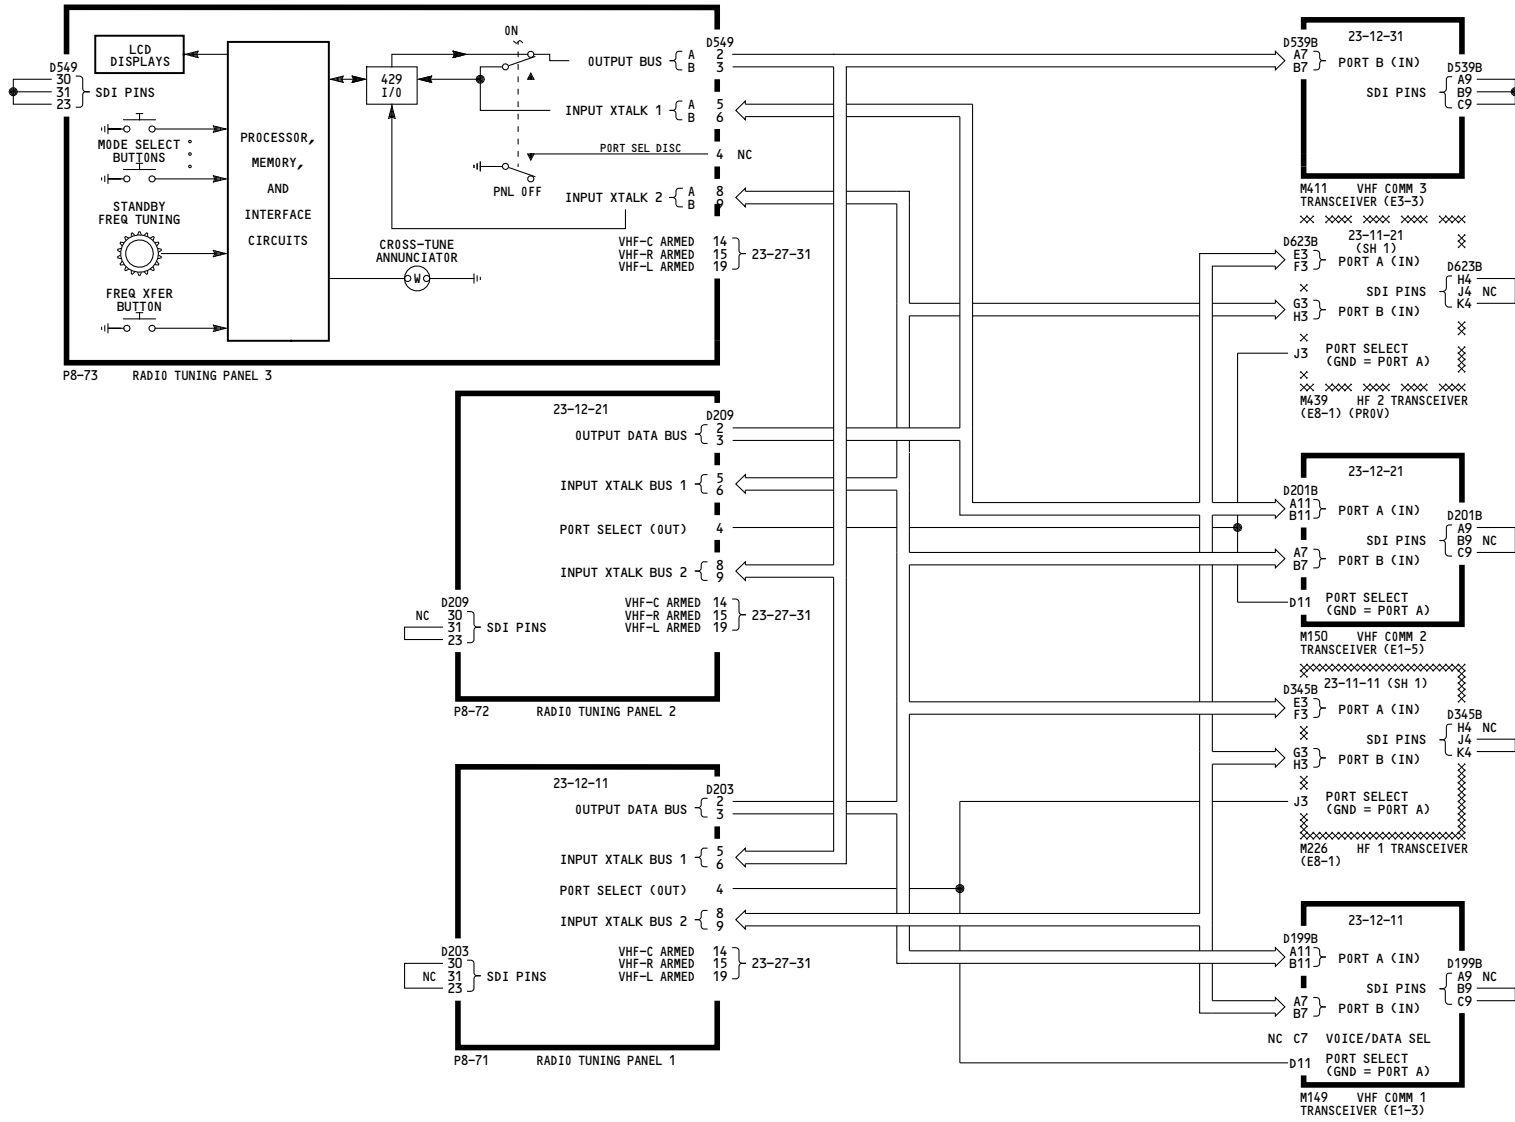 ON
LCD
DISPLAYS
D549
30
31
23
SDI PINS
MODE SELECT
BUTTONS
STANDBY
FREQ TUNING
FREQ XFER
BUTTON
PROCESSOR,
MEMORY,
AND
INTERFACE
CIRCUITS
429
I/O
CROSS-TUNE
ANNUNCIATOR
W
PNL OFF
D549
OUTPUT BUS A 2
B 3
INPUT XTALK 1 A 5
B 6
PORT SEL DISC 4 NC
INPUT XTALK 2 A 8
B 9
VHF-C ARMED 14
VHF-R ARMED 15 23-27-31
VHF-L ARMED 19
P8-73 RADIO TUNING PANEL 3
23-12-21
D209
OUTPUT DATA BUS 2
3
INPUT XTALK BUS 1 5
6
PORT SELECT (OUT) 4
INPUT XTALK BUS 2 8
9
D209
NC 30
31 SDI PINS
23
VHF-C ARMED 14
VHF-R ARMED 15 23-27-31
VHF-L ARMED 19
P8-72 RADIO TUNING PANEL 2
23-12-11
D203
OUTPUT DATA BUS 2
3
INPUT XTALK BUS 1 5
6
PORT SELECT (OUT) 4
INPUT XTALK BUS 2 8
9
D203
30
NC 31 SDI PINS
23
VHF-C ARMED 14
VHF-R ARMED 15 23-27-31
VHF-L ARMED 19
P8-71 RADIO TUNING PANEL 1
23-12-31
D539B
A7
B7 PORT B (IN)
D539B
SDI PINS A9
B9
C9
M411 VHF COMM 3
TRANSCEIVER (E3-3)
23-11-21
(SH 1)
D623B
E3
F3 PORT A (IN)
D623B
SDI PINS H4
J4 NC
K4
G3
H3 PORT B (IN)
J3 PORT SELECT
(GND = PORT A)
M439 HF 2 TRANSCEIVER
(E8-1) (PROV)
23-12-21
D201B
A11
B11 PORT A (IN)
D201B
SDI PINS A9
B9 NC
C9
A7
B7 PORT B (IN)
D11 PORT SELECT
(GND = PORT A)
M150 VHF COMM 2
TRANSCEIVER (E1-5)
23-11-11 (SH 1)
D345B
E3
F3 PORT A (IN)
D345B
SDI PINS H4 NC
J4
K4
G3
H3 PORT B (IN)
J3 PORT SELECT
(GND = PORT A)
M226 HF 1 TRANSCEIVER
(E8-1)
23-12-11
D199B
A11
B11 PORT A (IN)
D199B
SDI PINS A9 NC
B9
C9
A7
B7 PORT B (IN)
NC C7 VOICE/DATA SEL
D11 PORT SELECT
(GND = PORT A)
M149 VHF COMM 1
TRANSCEIVER (E1-3)